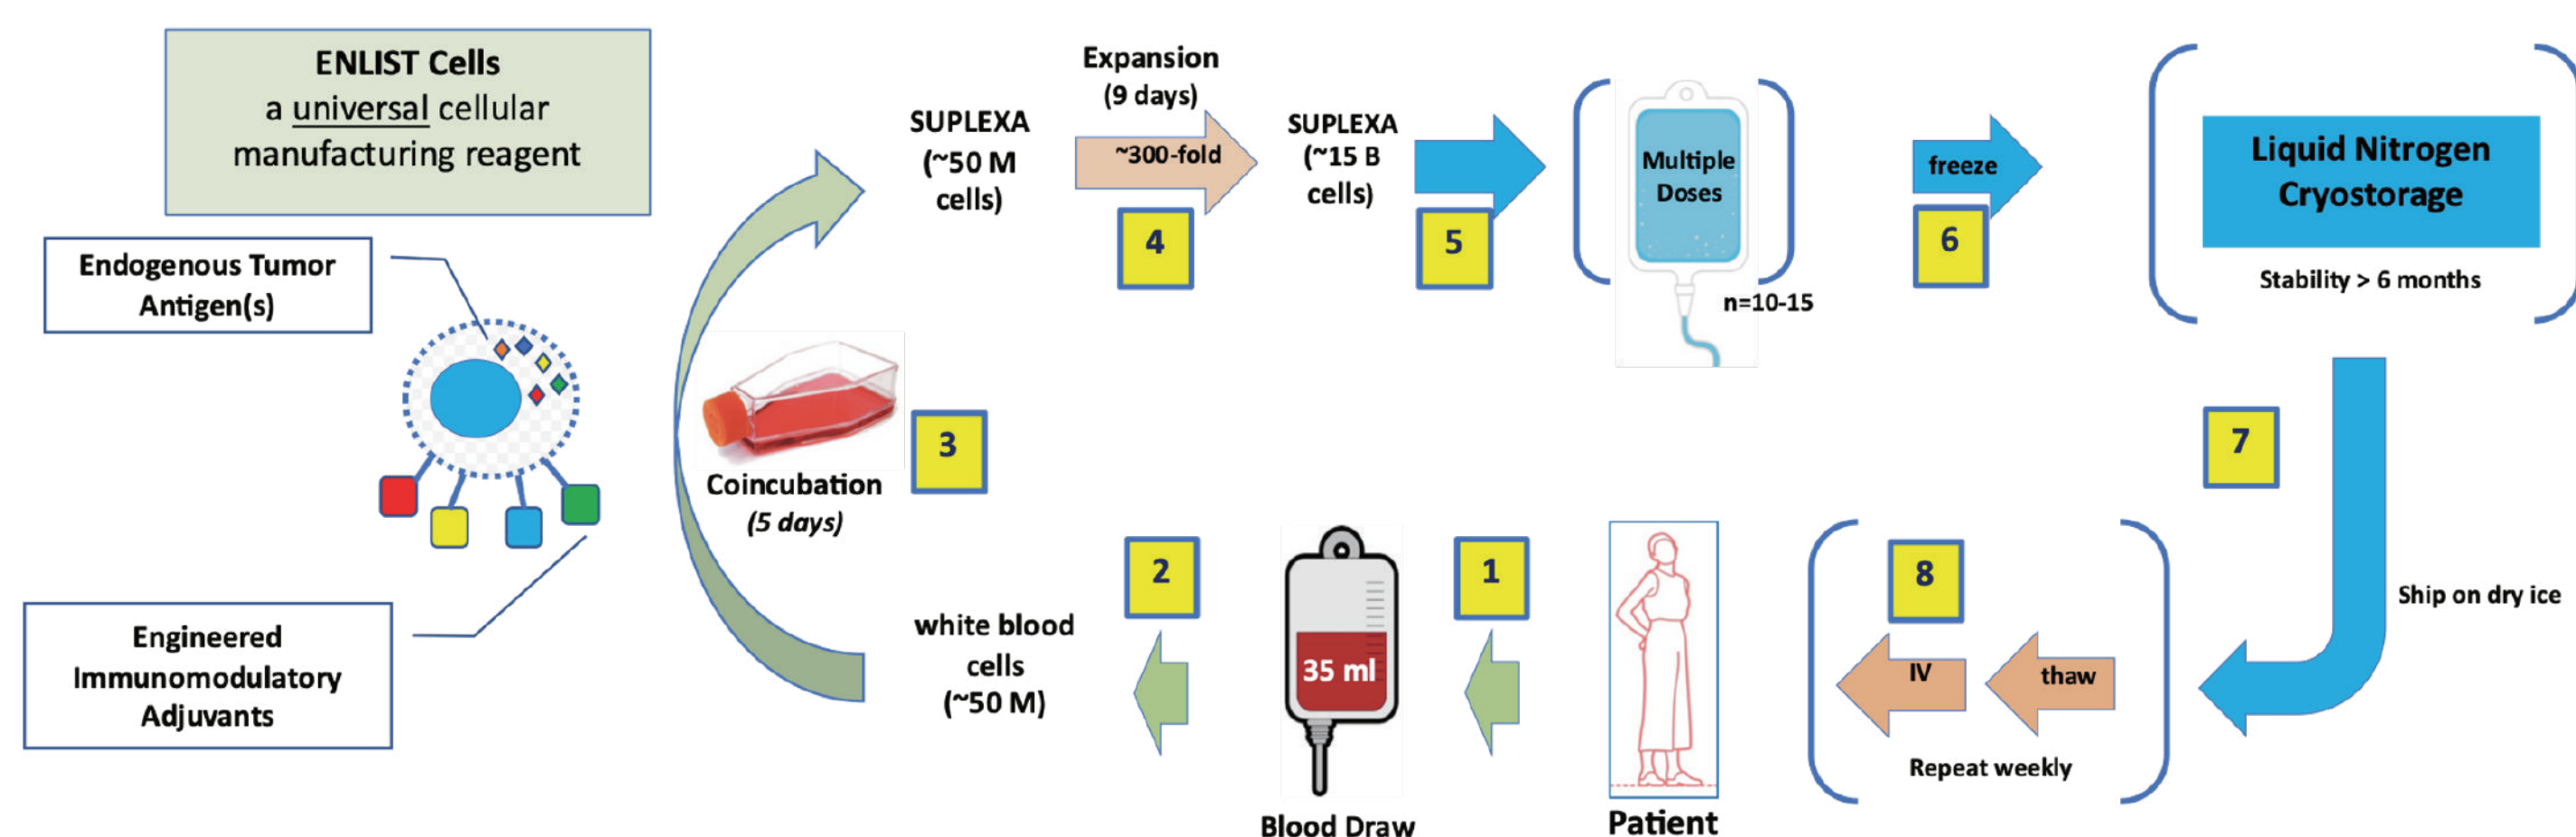 ENLIST Cells
a universal cellular
manufacturing reagent
Endogenous Tumor
Antigen(s)
Engineered
Immunomodulatory
Adjuvants
Coincubation
(5 days)
3
SUPLEXA
(~50 M
cells)
Expansion
(9 days)
~300-fold
4
SUPLEXA
(~15 B
cells)
5
Multiple
Doses
n=10-15
freeze
6
Liquid Nitrogen
Cryostorage
Stability > 6 months
7
Ship on dry ice
white blood
cells
(~50 M)
2
35 ml
Blood Draw
1
Patient
8
IV
thaw
Repeat weekly